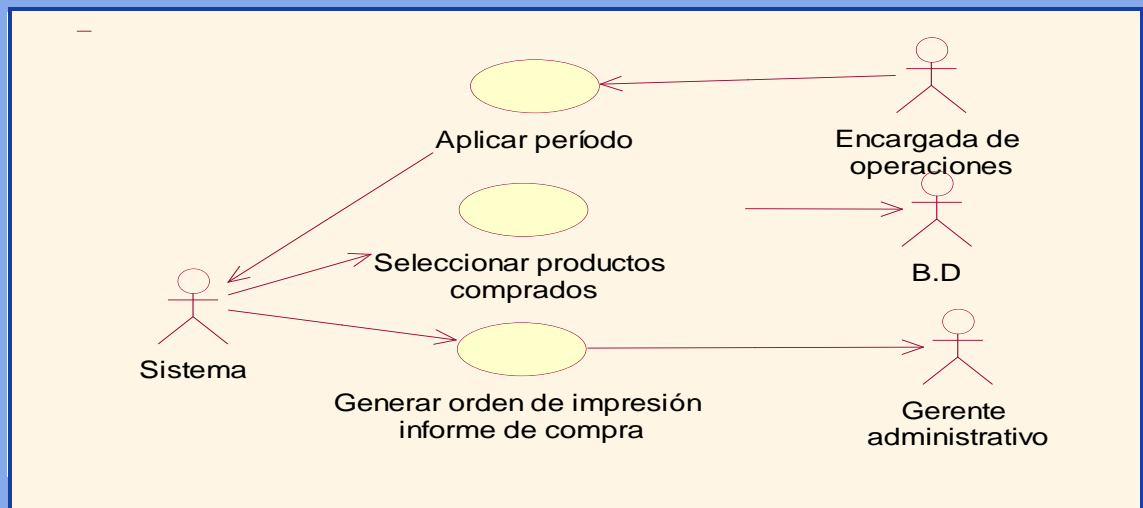 Aplicar período
Encargada de
operaciones
Seleccionar productos
comprados
B.D
Sistema
Generar orden de impresión
informe de compra
Gerente
administrativo